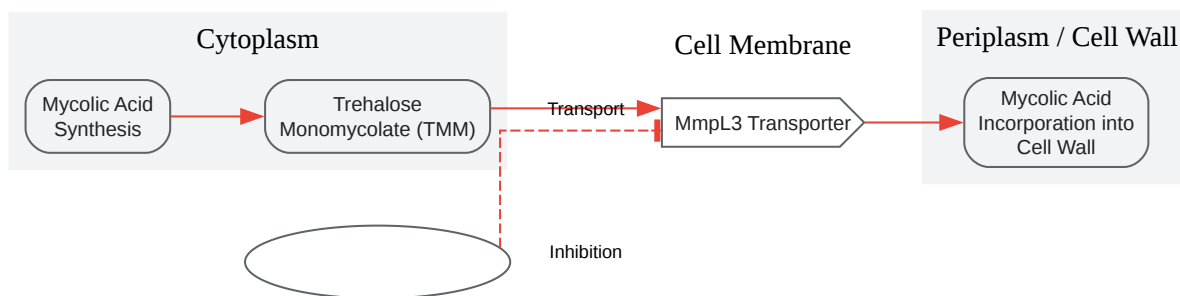 Cytoplasm
Cell Membrane
Periplasm / Cell Wall
Mycolic Acid
Synthesis
Trehalose
Monomycolate (TMM)
Transport
MmpL3 Transporter
Mycolic Acid
Incorporation into
Cell Wall
Inhibition